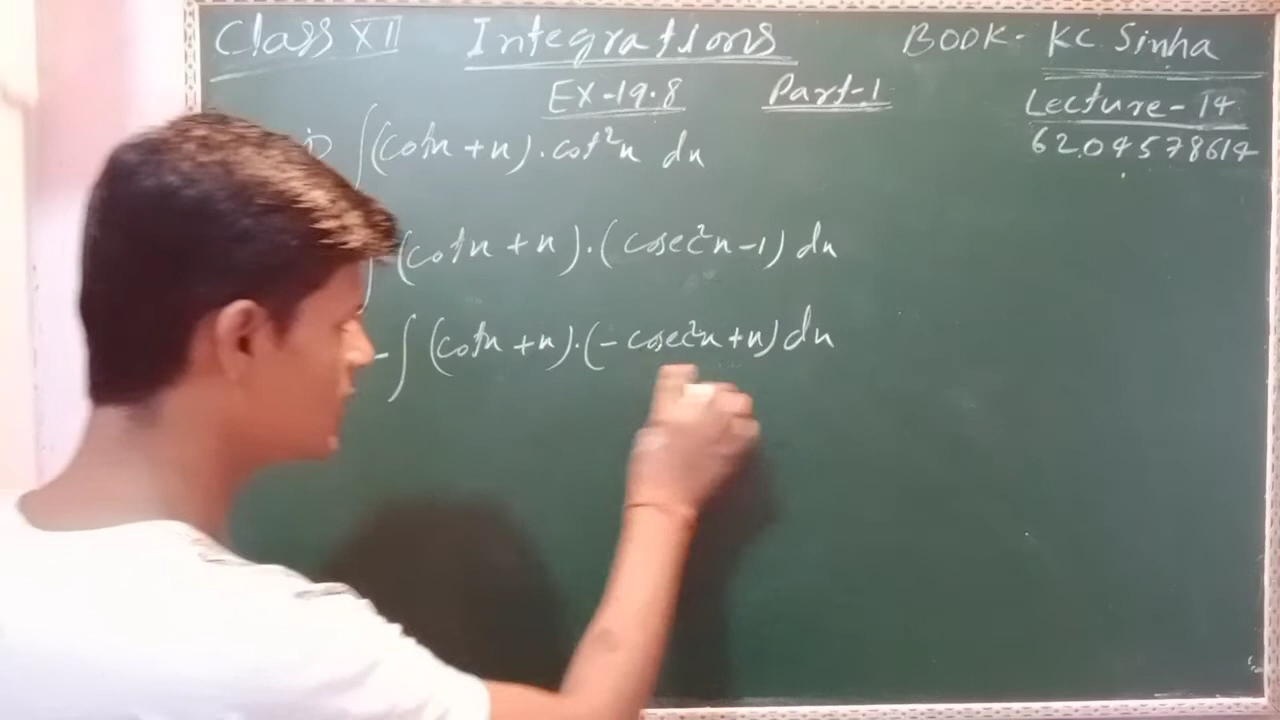 Class XII Integrations BOOK- KC Sinha
EX-19.8 Part-1 Lecture-14
6204578614
i) ∫(cotx + x).cot²x dx
∫(cotx + x).(cosec²x-1) dx
-∫(cotx + x).(-cosec²x+x) dx